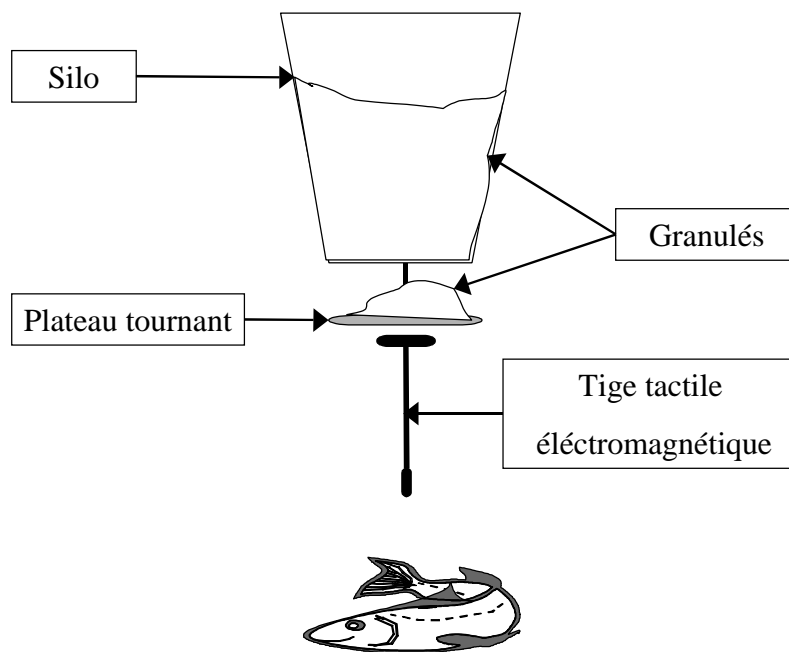 Silo
Granulés
Plateau tournant
Tige tactile
éléctromagnétique